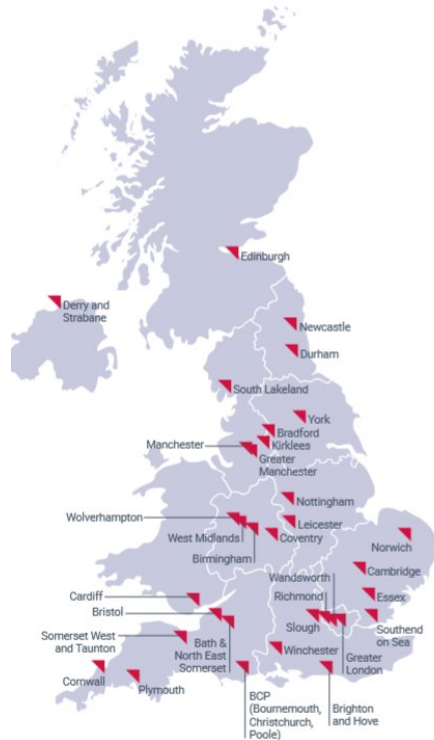 Edinburgh
Derry and
Strabane
Newcastle
Durham
South Lakeland
York
Bradford
Kirklees
Manchester
Greater
Manchester
Nottingham
Wolverhampton
Leicester
West Midlands
Coventry
Birmingham
Norwich
Cambridge
Wandsworth
Richmond
Essex
Cardiff
Bristol
Slough
Southend
on Sea
Somerset West
and Taunton
Bath &
North East
Somerset
Winchester
Greater
London
Cornwall
Plymouth
BCP
(Bournemouth,
Christchurch,
Poole)
Brighton
and Hove